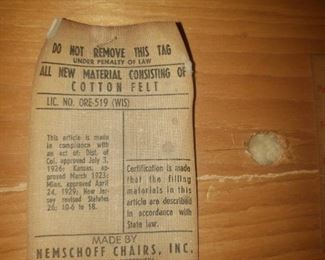 DO NOT REMOVE THIS TAG
UNDER PENALTY OF LAW
ALL NEW MATERIAL CONSISTING OF
COTTON FELT
LIC. NO. ORE-519 (WIS)
This article is made
in compliance with
an act of: Dist. of
Col. approved July 3,
1926; Kansas, ap-
proved March 1923;
Minn. approved April
24, 1929; New Jer-
sey revised Statutes
26; 10-6 to 18.
Certification is made
that the filling
materials in this
article are described
in accordance with
State law.
MADE BY
NEMSCHOFF CHAIRS, INC.